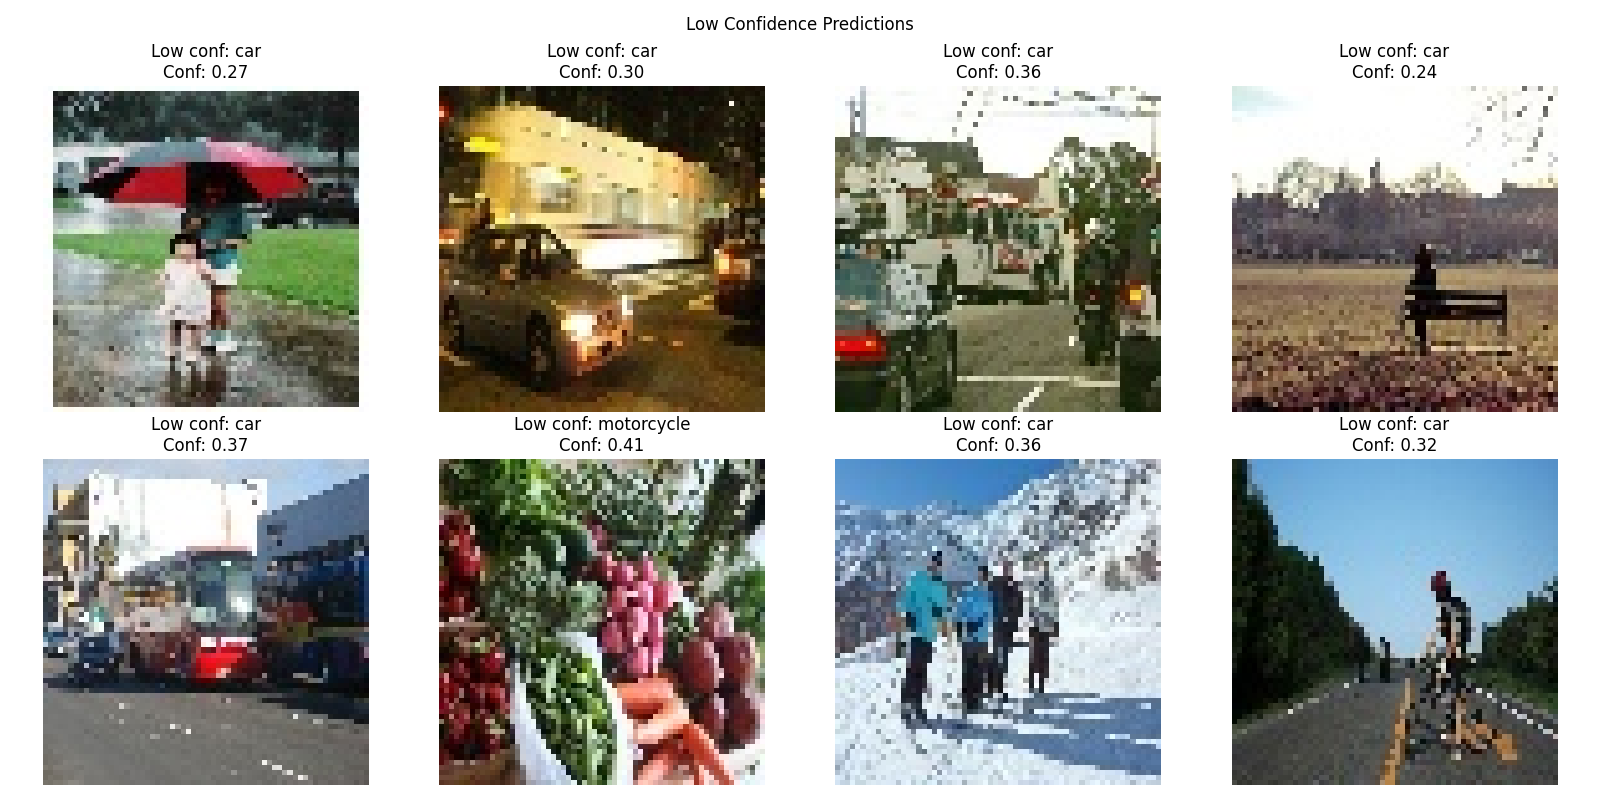 Low Confidence Predictions
Low conf: car
Conf: 0.27
Low conf: car
Conf: 0.30
Low conf: car
Conf: 0.36
Low conf: car
Conf: 0.24
Low conf: car
Conf: 0.37
Low conf: motorcycle
Conf: 0.41
Low conf: car
Conf: 0.36
Low conf: car
Conf: 0.32